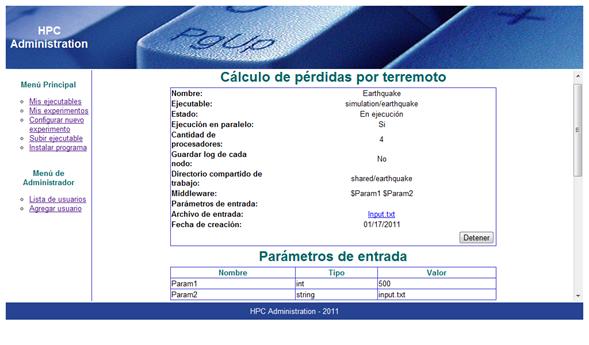 HPC
Administration
PgUp
Menú Principal
Mis ejecutables
Mis experimentos
Configurar nuevo
experimento
Subir ejecutable
Instalar programa
Menú de
Administrador
Lista de usuarios
Agregar usuario
Cálculo de pérdidas por terremoto
Nombre: Earthquake
Ejecutable: simulation/earthquake
Estado: En ejecución
Ejecución en paralelo: Si
Cantidad de
procesadores: 4
Guardar log de cada
nodo: No
Directorio compartido de
trabajo: shared/earthquake
Middleware: $Param1 $Param2
Parámetros de entrada:
Archivo de entrada: Input.txt
Fecha de creación: 01/17/2011
Detener
Parámetros de entrada
Nombre Tipo Valor
Param1 int 500
Param2 string input.txt
HPC Administration - 2011